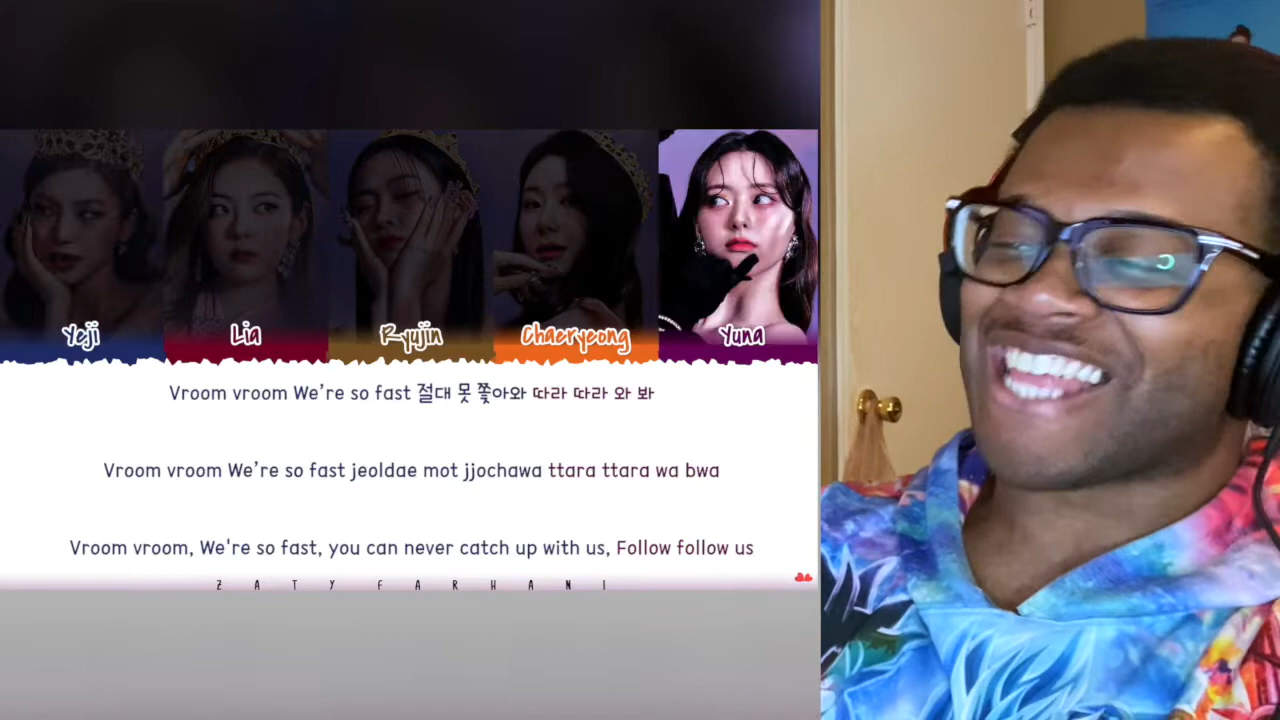 Yeji
Lia
Ryujin
Chaeryeong
Yuna
Vroom vroom We're so fast 절대 못 쫓아와 따라 따라 와 봐
Vroom vroom We're so fast jeoldae mot jjochawa ttara ttara wa bwa
Vroom vroom, We're so fast, you can never catch up with us, Follow follow us
ZATY FARHANI